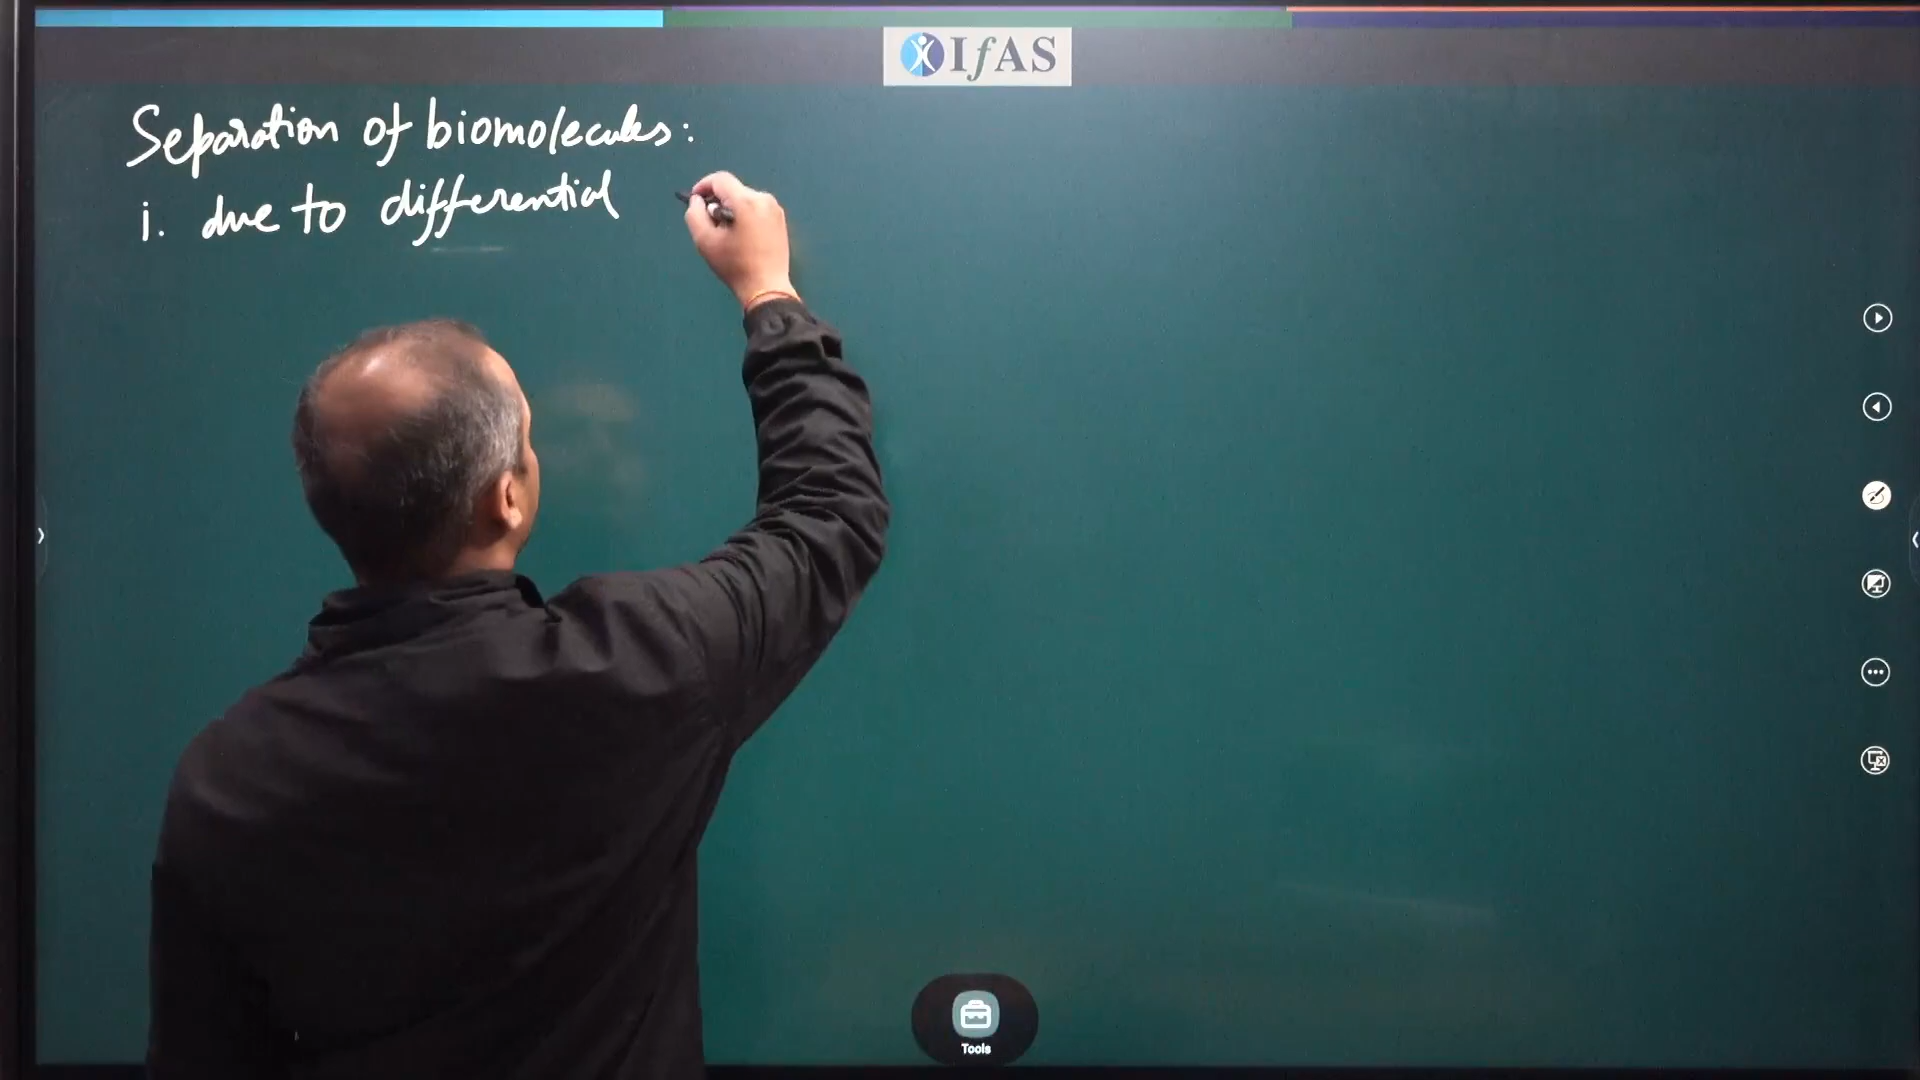 IfAS
Separation of biomolecules:
i. due to differential
Tools